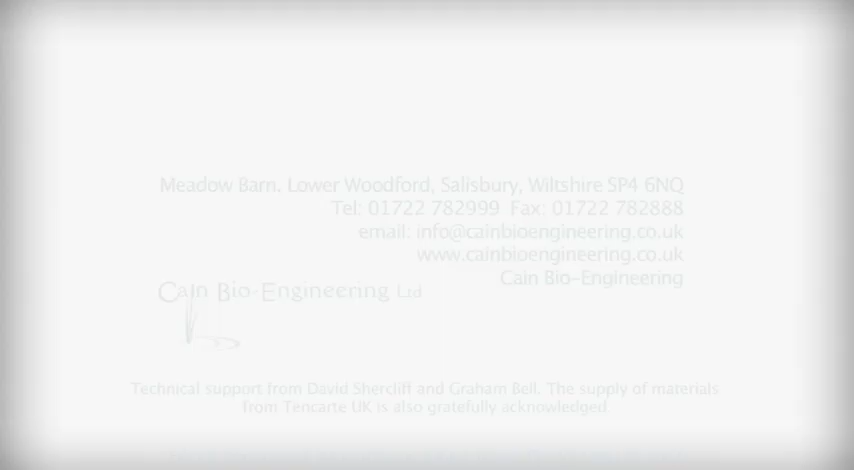 Meadow Barn. Lower Woodford, Salisbury, Wiltshire SP4 6NQ
Tel: 01722 782999 Fax: 01722 782888
email: info@cainbioengineering.co.uk
www.cainbioengineering.co.uk
Cain Bio-Engineering
Cain Bio-Engineering Ltd
Technical support from David Shercliff and Graham Bell. The supply of materials
from Tencarte UK is also gratefully acknowledged